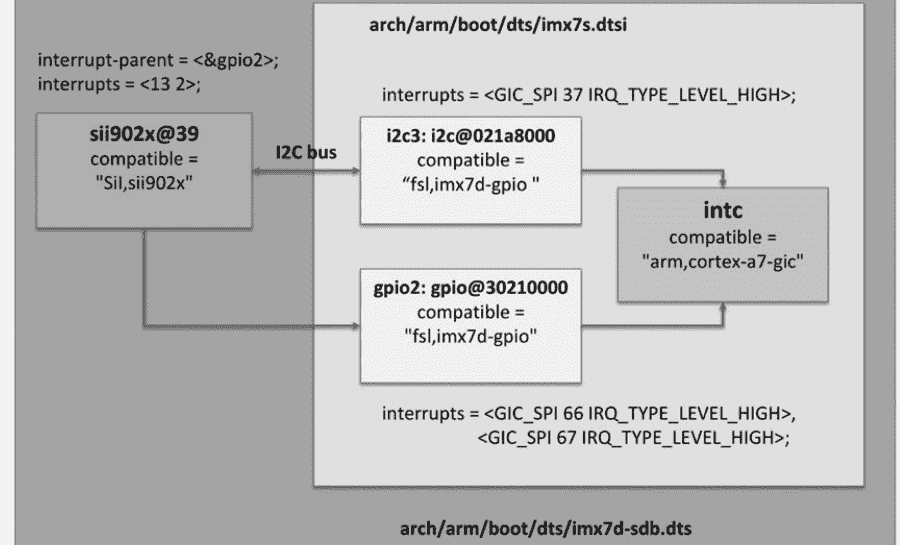 arch/arm/boot/dts/imx7s.dtsi
interrupt-parent = <&gpio2>;
interrupts = <13 2>;
interrupts = <GIC_SPI 37 IRQ_TYPE_LEVEL_HIGH>;
sii902x@39
compatible =
"SiI,sii902x"
I2C bus
i2c3: i2c@021a8000
compatible =
“fsl,imx7d-gpio "
intc
compatible =
"arm,cortex-a7-gic"
gpio2: gpio@30210000
compatible =
"fsl,imx7d-gpio"
interrupts = <GIC_SPI 66 IRQ_TYPE_LEVEL_HIGH>,
<GIC_SPI 67 IRQ_TYPE_LEVEL_HIGH>;
arch/arm/boot/dts/imx7d-sdb.dts